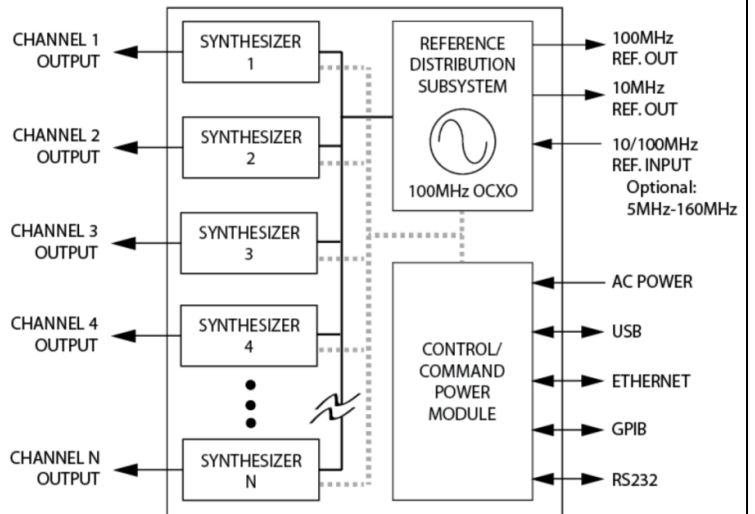 CHANNEL 1
OUTPUT
SYNTHESIZER
1
CHANNEL 2
OUTPUT
SYNTHESIZER
2
CHANNEL 3
OUTPUT
SYNTHESIZER
3
CHANNEL 4
OUTPUT
SYNTHESIZER
4
CHANNEL N
OUTPUT
SYNTHESIZER
N
REFERENCE
DISTRIBUTION
SUBSYSTEM
100MHz OCXO
100MHz
REF. OUT
10MHz
REF. OUT
10/100MHz
REF. INPUT
Optional:
5MHz-160MHz
CONTROL/
COMMAND
POWER
MODULE
AC POWER
USB
ETHERNET
GPIB
RS232